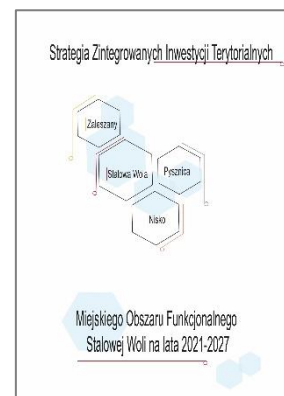 Strategia Zintegrowanych Inwestycji Terytorialnych
Zaleszany
Stalowa Wola
Pysznica
Nisko
Miejskiego Obszaru Funkcjonalnego
Stalowej Woli na lata 2021-2027